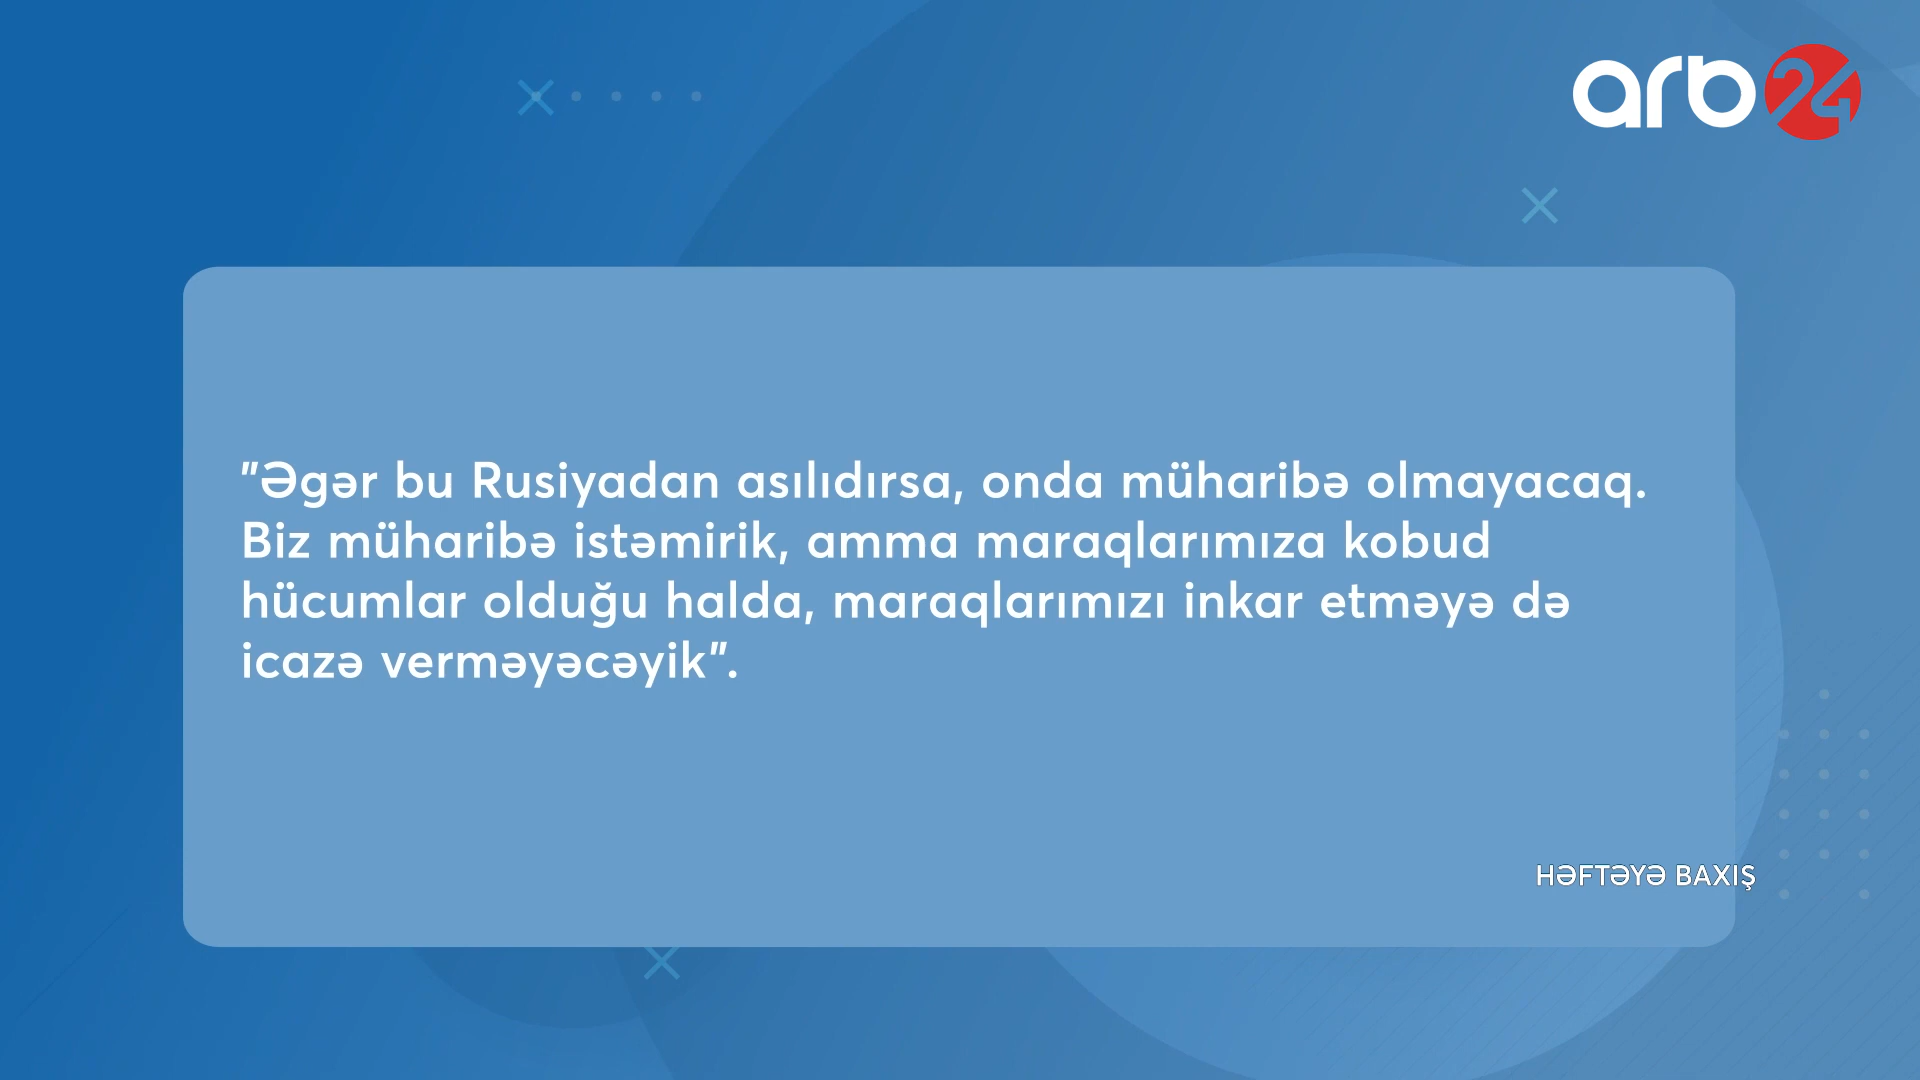 arb24
"Əgər bu Rusiyadan asılıdırsa, onda müharibə olmayacaq.
Biz müharibə istəmirik, amma maraqlarımıza kobud
hücumlar olduğu halda, maraqlarımızı inkar etməyə də
icazə verməyəcəyik".
HƏFTƏYƏ BAXIŞ